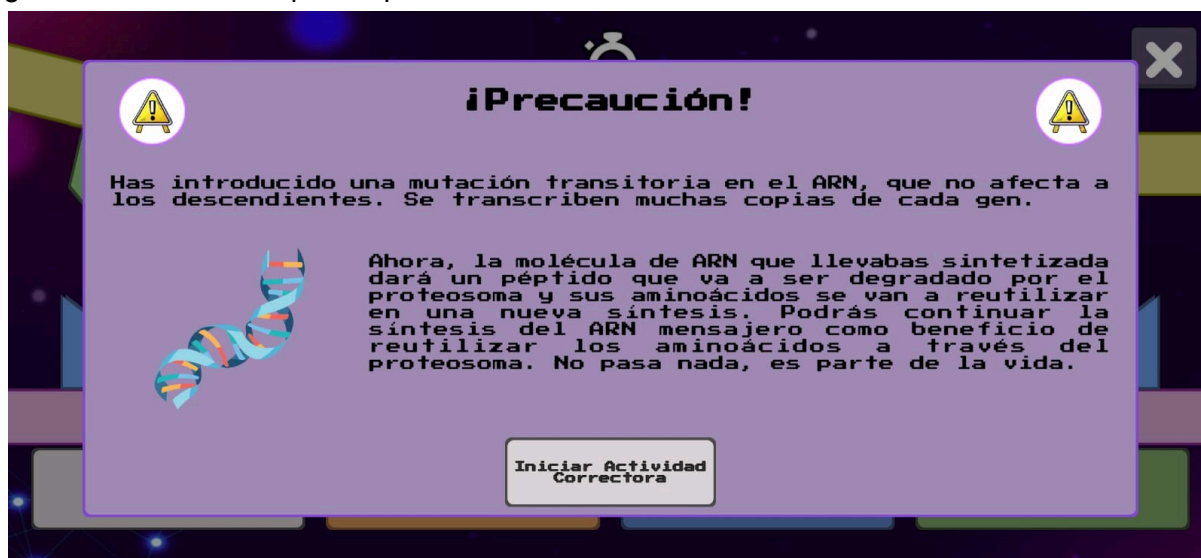 ¡Precaución!
Has introducido una mutación transitoria en el ARN, que no afecta a
los descendientes. Se transcriben muchas copias de cada gen.
Ahora, la molécula de ARN que llevabas sintetizada
dará un péptido que va a ser degradado por el
proteosoma y sus aminoácidos se van a reutilizar
en una nueva síntesis. Podrás continuar la
síntesis del ARN mensajero como beneficio de
reutilizar los aminoácidos a través del
proteosoma. No pasa nada, es parte de la vida.
Iniciar Actividad
Correctora